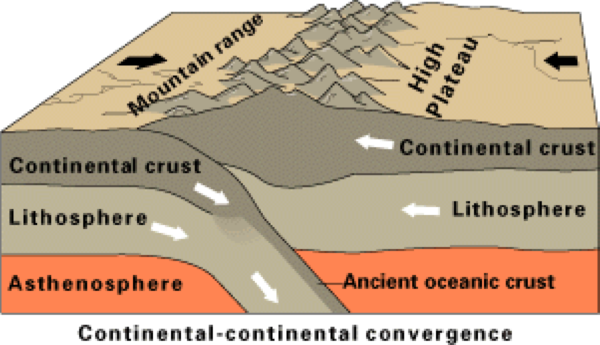 Mountain range
High
Plateau
Continental crust
Continental crust
Lithosphere
Lithosphere
Asthenosphere
Ancient oceanic crust
Continental-continental convergence